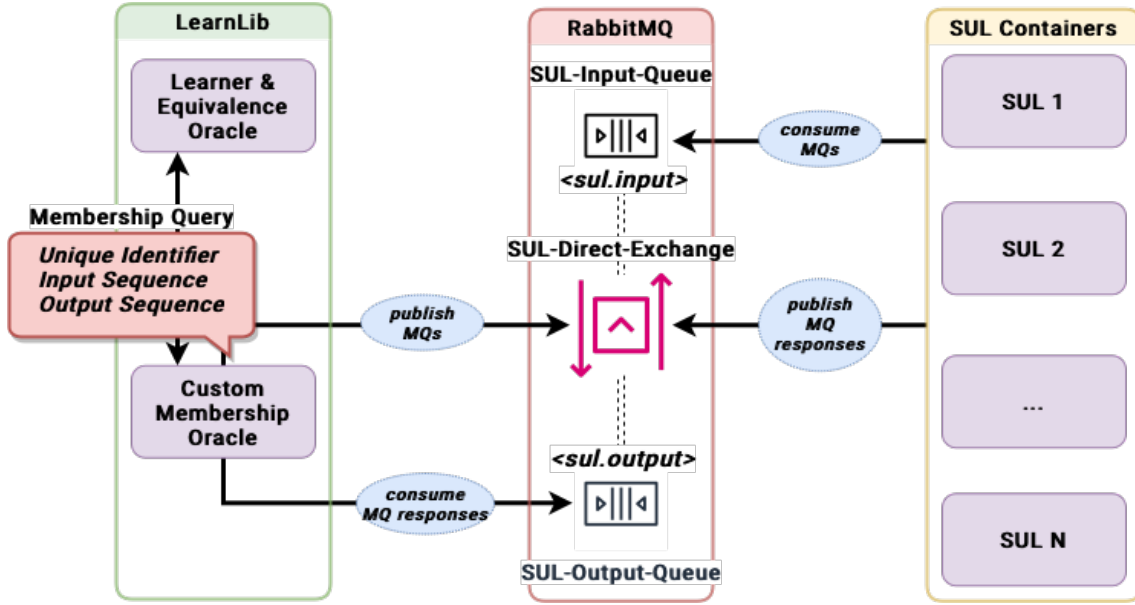 LearnLib
Learner &
Equivalence
Oracle
Membership Query
Unique Identifier
Input Sequence
Output Sequence
Custom
Membership
Oracle
publish
MQs
consume
MQ responses
RabbitMQ
SUL-Input-Queue
<sul.input>
SUL-Direct-Exchange
<sul.output>
SUL-Output-Queue
consume
MQs
publish
MQ
responses
SUL Containers
SUL 1
SUL 2
...
SUL N